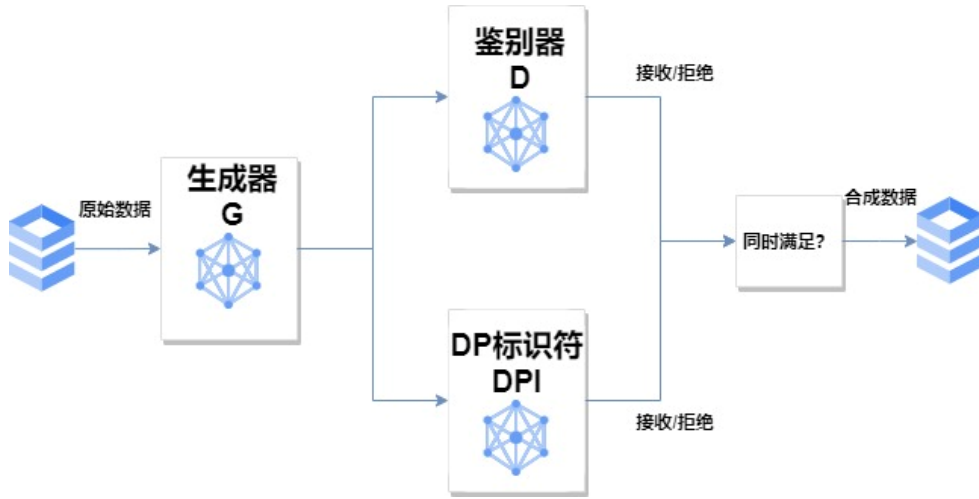 原始数据
生成器
G
鉴别器
D
接收/拒绝
DP标识符
DPI
接收/拒绝
同时满足?
合成数据